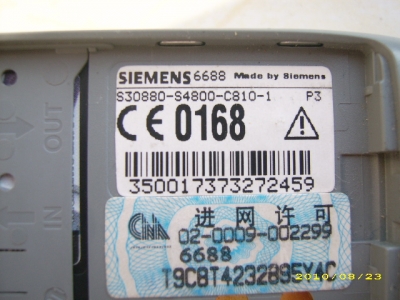 SIEMENS 6688 Made by Siemens
S30880-S4800-C810-1 P3
CE 0168
350017373272459
进网许可
02-0009-002299
6688
OUT
IN
2010/08/23